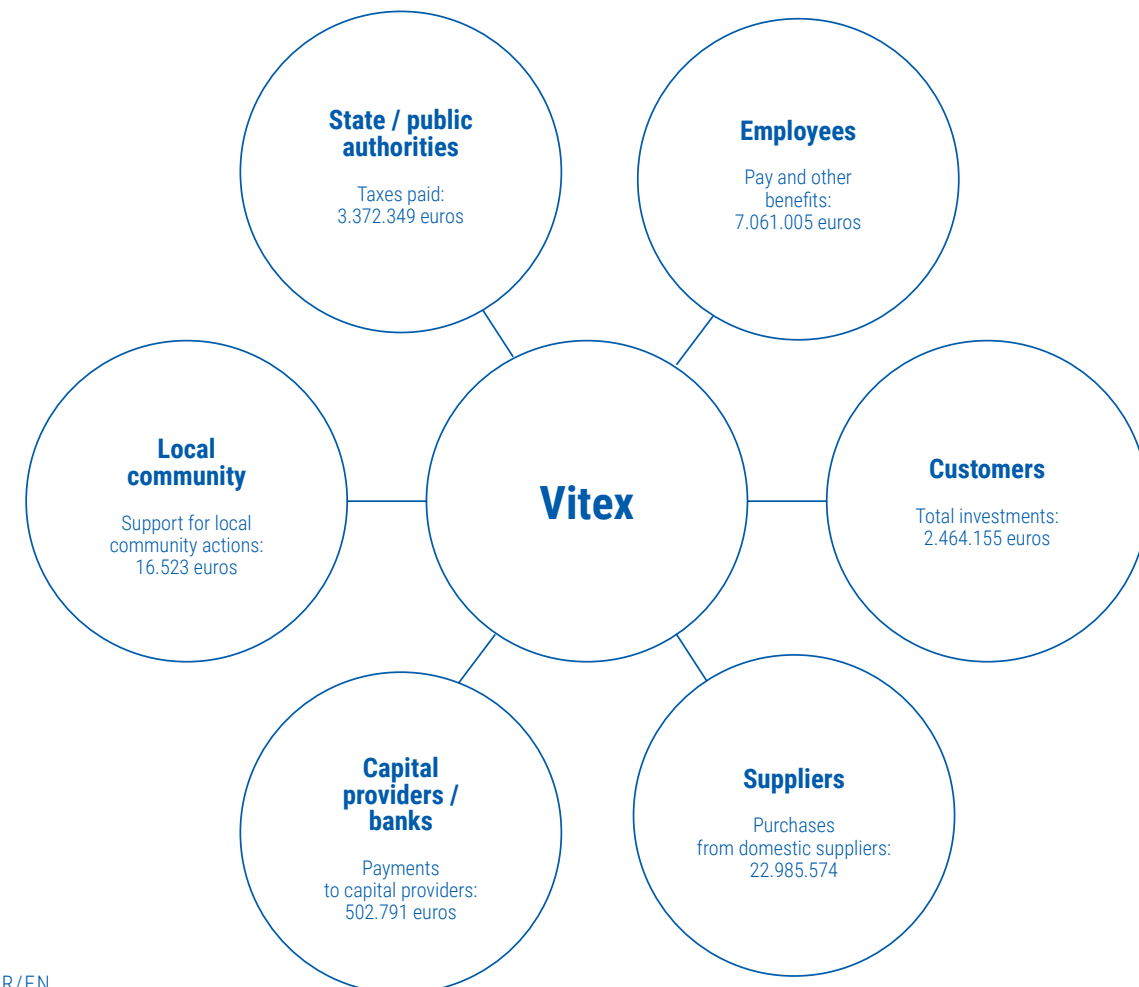 State / public
authorities
Taxes paid:
3.372.349 euros
Employees
Pay and other
benefits:
7.061.005 euros
Local
community
Support for local
community actions:
16.523 euros
Vitex
Customers
Total investments:
2.464.155 euros
Capital
providers /
banks
Payments
to capital providers:
502.791 euros
Suppliers
Purchases
from domestic suppliers:
22.985.574
R/EN